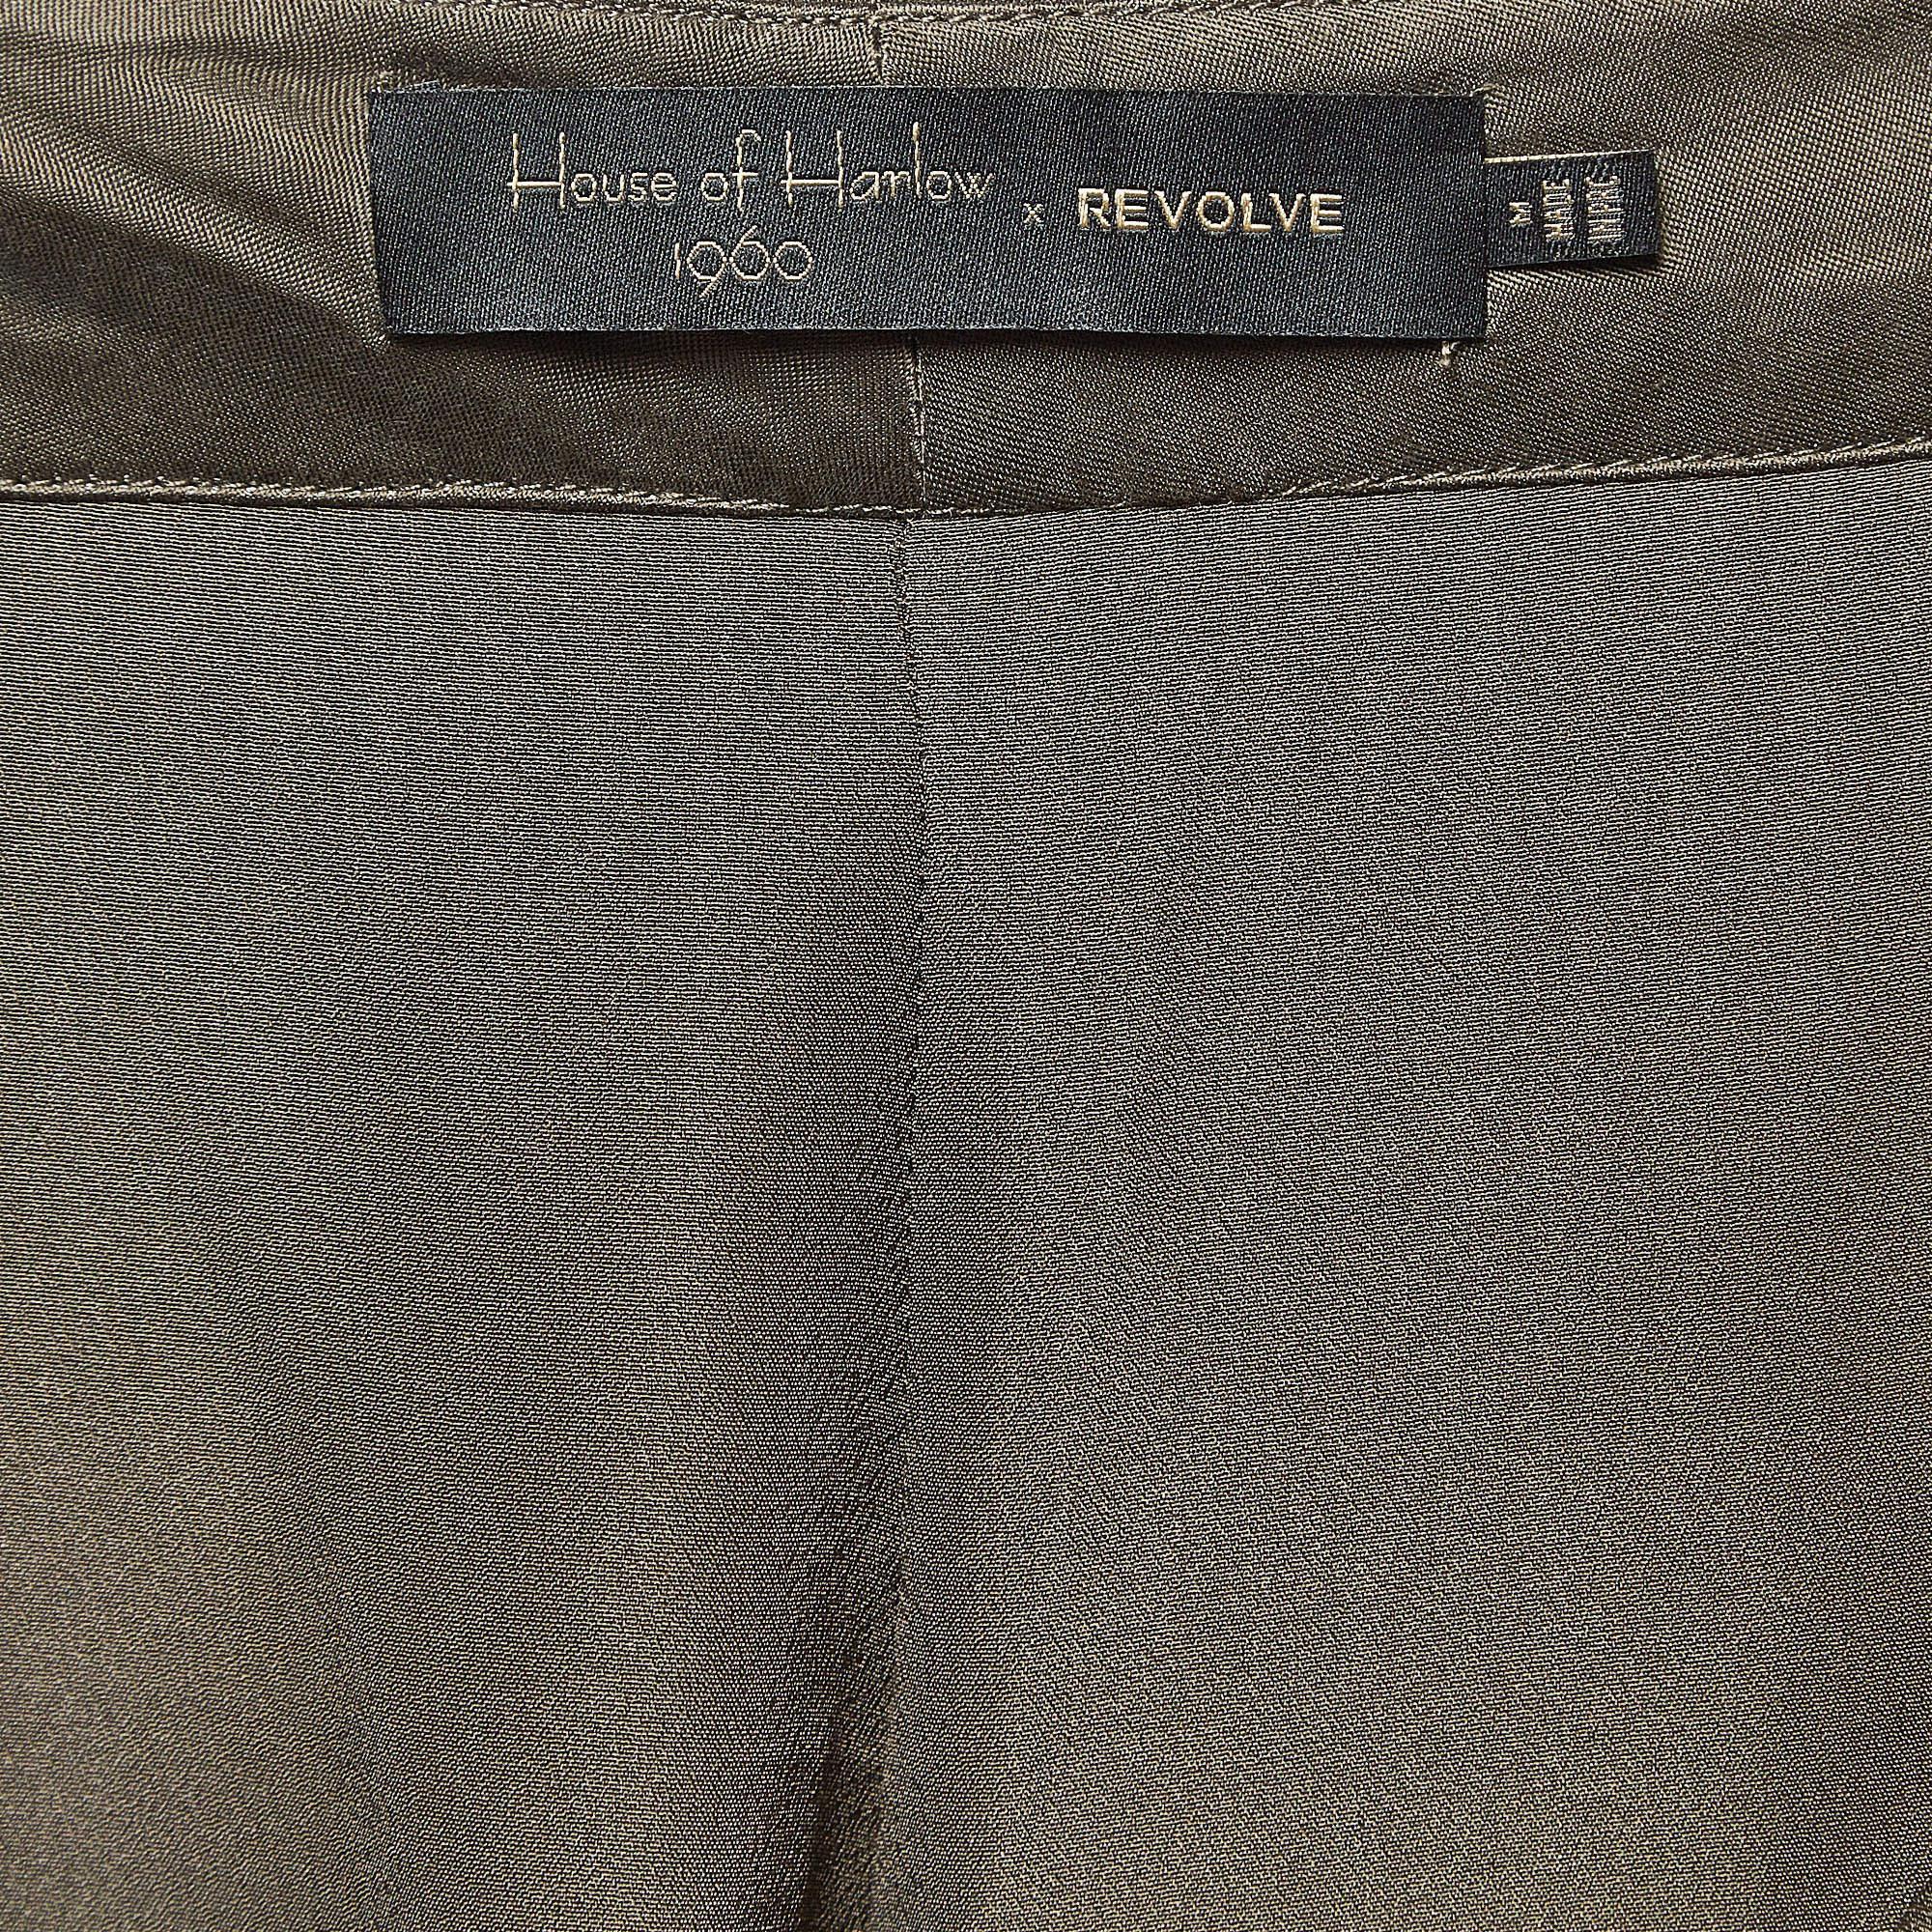 House of Harlow
1960
x REVOLVE
M
MADE
IN INDIA